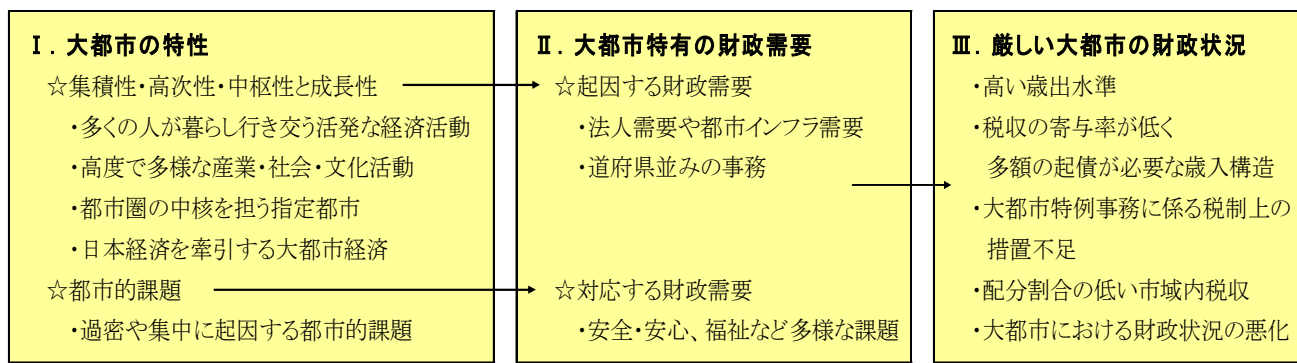 Ⅰ．大都市の特性
☆集積性・高次性・中枢性と成長性
・多くの人が暮らし行き交う活発な経済活動
・高度で多様な産業・社会・文化活動
・都市圏の中核を担う指定都市
・日本経済を牽引する大都市経済
☆都市的課題
・過密や集中に起因する都市的課題
Ⅱ．大都市特有の財政需要
☆起因する財政需要
・法人需要や都市インフラ需要
・道府県並みの事務
☆対応する財政需要
・安全・安心、福祉など多様な課題
Ⅲ．厳しい大都市の財政状況
・高い歳出水準
・税収の寄与率が低く
多額の起債が必要な歳入構造
・大都市特例事務に係る税制上の
措置不足
・配分割合の低い市域内税収
・大都市における財政状況の悪化